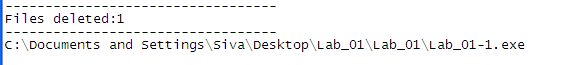 ----------------------------------
Files deleted:1
----------------------------------
C:\Documents and Settings\Siva\Desktop\Lab_01\Lab_01\Lab_01-1.exe